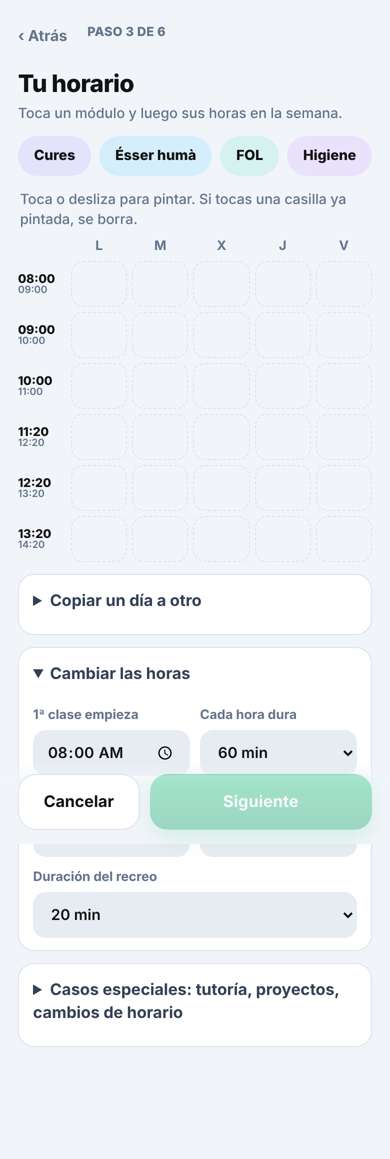 ‹ Atrás PASO 3 DE 6
Tu horario
Toca un módulo y luego sus horas en la semana.
Cures Ésser humà FOL Higiene
Toca o desliza para pintar. Si tocas una casilla ya
pintada, se borra.
L M X J V
08:00
09:00
09:00
10:00
10:00
11:00
11:20
12:20
12:20
13:20
13:20
14:20
▶ Copiar un día a otro
▼ Cambiar las horas
1ª clase empieza Cada hora dura
08:00 AM 60 min
Cancelar Siguiente
Duración del recreo
20 min
▶ Casos especiales: tutoría, proyectos,
cambios de horario